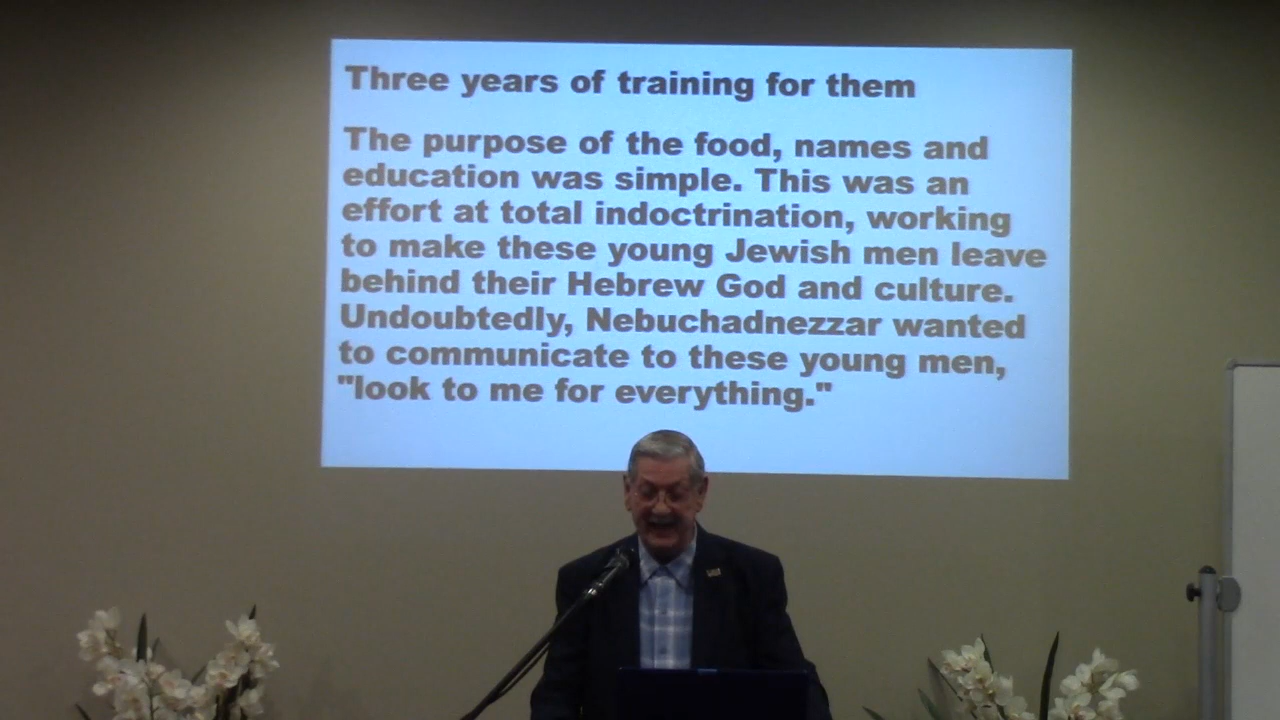 Three years of training for them
The purpose of the food, names and
education was simple. This was an
effort at total indoctrination, working
to make these young Jewish men leave
behind their Hebrew God and culture.
Undoubtedly, Nebuchadnezzar wanted
to communicate to these young men,
"look to me for everything."